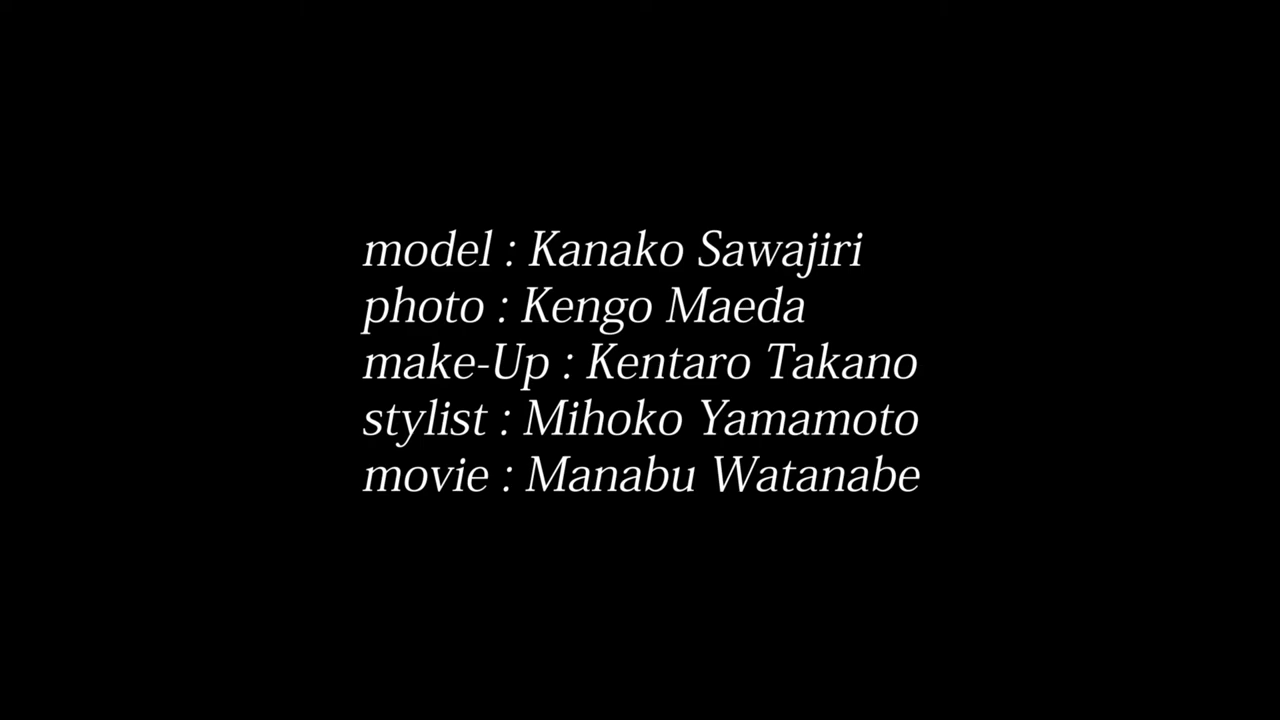 model : Kanako Sawajiri
photo : Kengo Maeda
make-Up : Kentaro Takano
stylist : Mihoko Yamamoto
movie : Manabu Watanabe